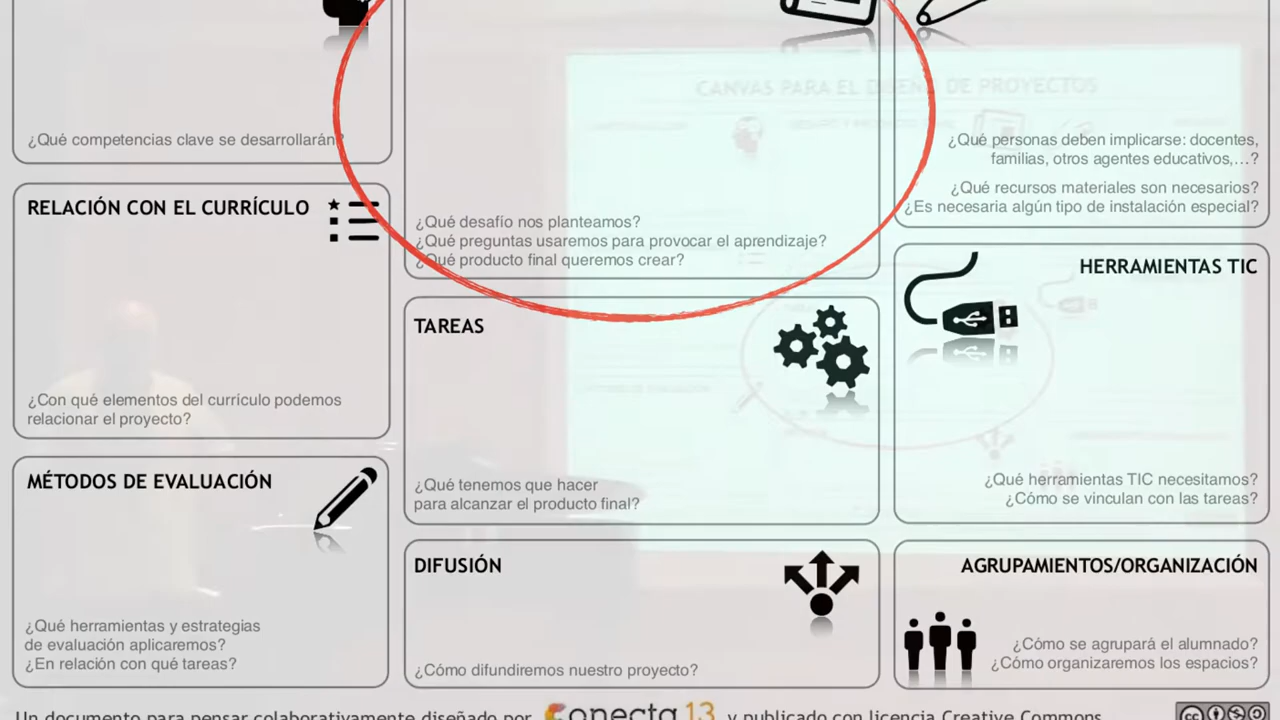 CANVAS PARA EL DISEÑO DE PROYECTOS
¿Qué competencias clave se desarrollarán?
RELACIÓN CON EL CURRÍCULO
¿Con qué elementos del currículo podemos
relacionar el proyecto?
MÉTODOS DE EVALUACIÓN
¿Qué herramientas y estrategias
de evaluación aplicaremos?
¿En relación con qué tareas?
¿Qué desafío nos planteamos?
¿Qué preguntas usaremos para provocar el aprendizaje?
¿Qué producto final queremos crear?
TAREAS
¿Qué tenemos que hacer
para alcanzar el producto final?
DIFUSIÓN
¿Cómo difundiremos nuestro proyecto?
¿Qué personas deben implicarse: docentes,
familias, otros agentes educativos,...?
¿Qué recursos materiales son necesarios?
¿Es necesaria algún tipo de instalación especial?
HERRAMIENTAS TIC
¿Qué herramientas TIC necesitamos?
¿Cómo se vinculan con las tareas?
AGRUPAMIENTOS/ORGANIZACIÓN
¿Cómo se agrupará el alumnado?
¿Cómo organizaremos los espacios?
Un documento para pensar colaborativamente diseñado por Conecta 13 y publicado con licencia Creative Commons